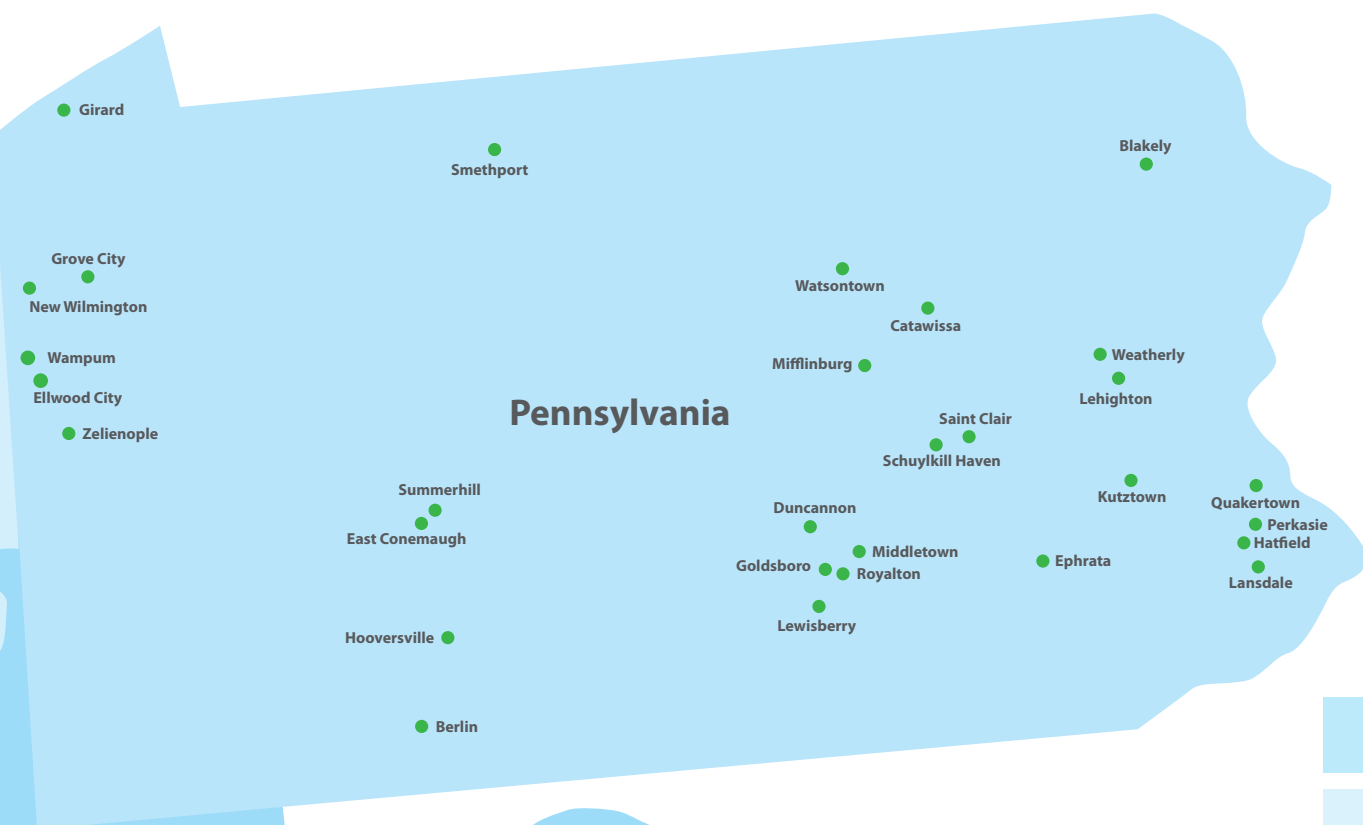 Girard
Smethport
Blakely
Grove City
New Wilmington
Watsontown
Catawissa
Wampum
Weatherly
Mifflinburg
Ellwood City
Lehighton
Pennsylvania
Saint Clair
Zelienople
Schuylkill Haven
Summerhill
Kutztown
Quakertown
Duncannon
Perkasie
East Conemaugh
Hatfield
Middletown
Ephrata
Goldsboro
Royalton
Lansdale
Lewisberry
Hooversville
Berlin